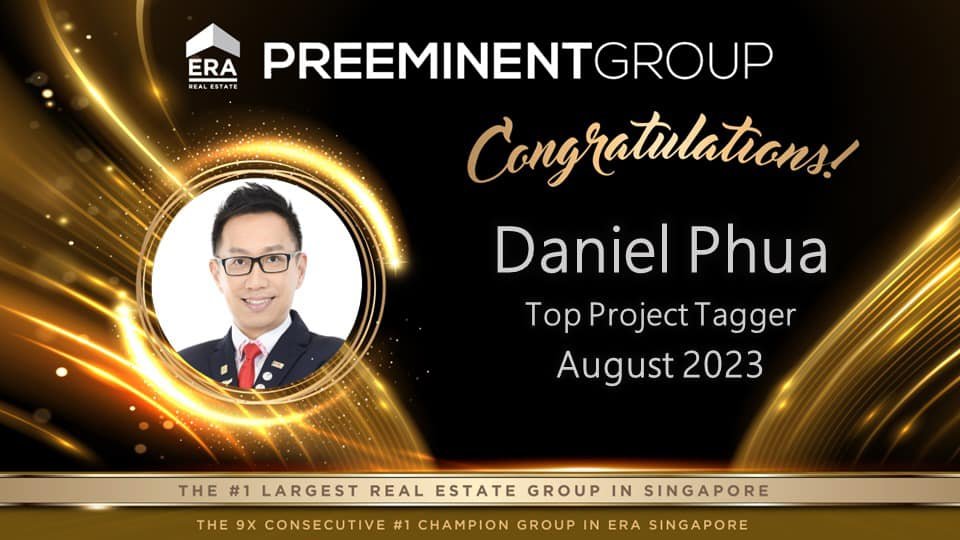 ERA
REAL ESTATE
PREEMINENTGROUP
Congratulations!
Daniel Phua
Top Project Tagger
August 2023
THE #1 LARGEST REAL ESTATE GROUP IN SINGAPORE
THE 9X CONSECUTIVE #1 CHAMPION GROUP IN ERA SINGAPORE